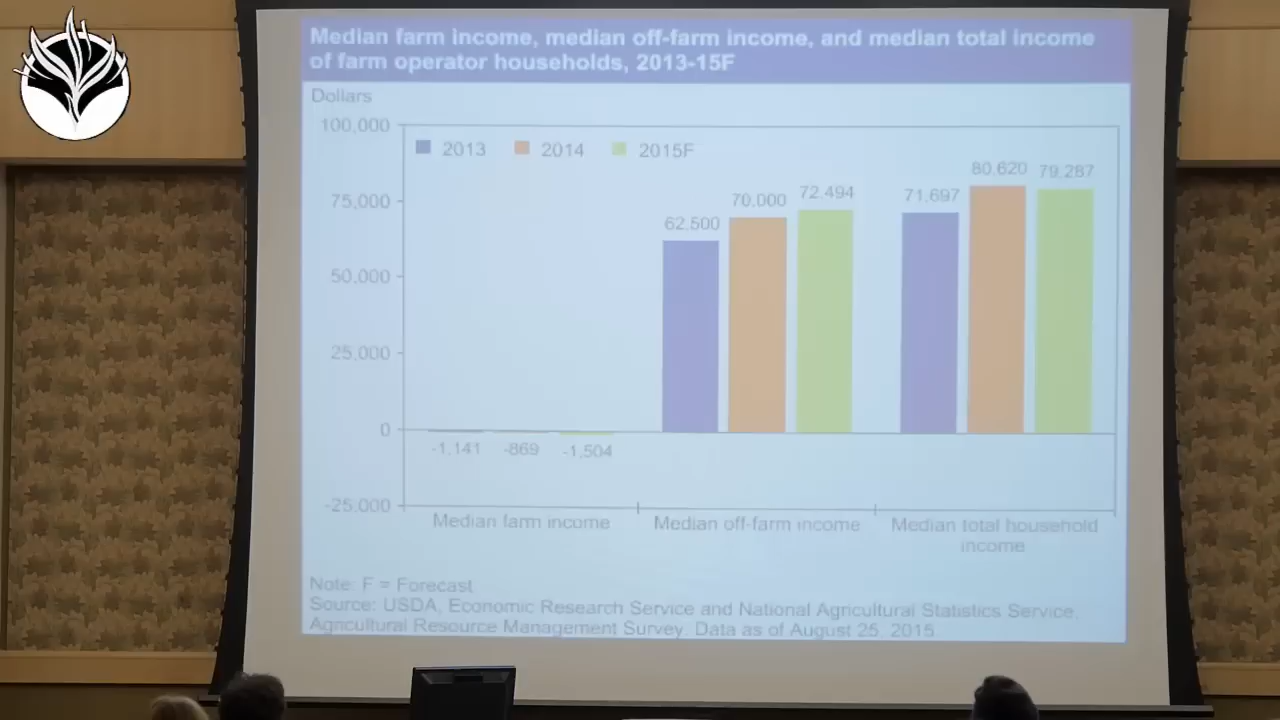 Median farm income, median off-farm income, and median total income
of farm operator households, 2013-15F
Dollars
100,000
2013
2014
2015F
75,000
50,000
25,000
0
-25,000
-1,141
-869
-1,504
62,500
70,000
72,494
71,697
80,620
79,287
Median farm income
Median off-farm income
Median total household
income
Note: F = Forecast
Source: USDA, Economic Research Service and National Agricultural Statistics Service,
Agricultural Resource Management Survey. Data as of August 25, 2015.